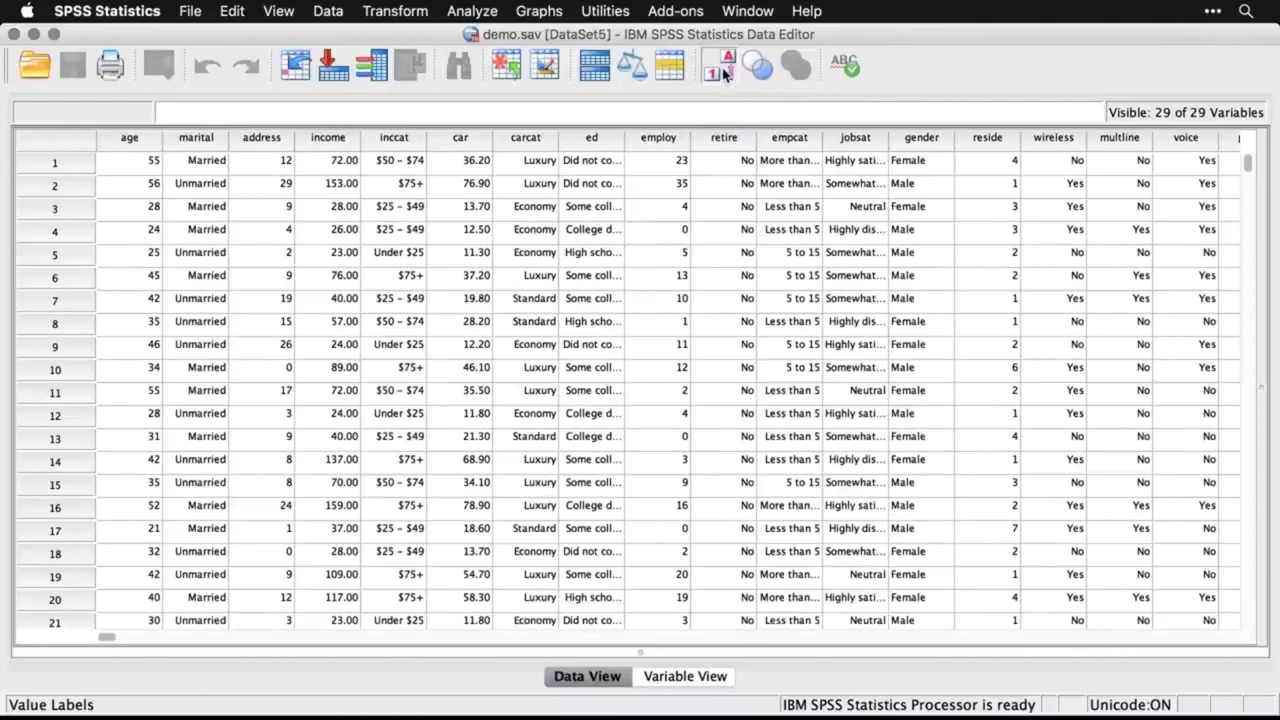 SPSS Statistics File Edit View Data Transform Analyze Graphs Utilities Add-ons Window Help
demo.sav [DataSet5] - IBM SPSS Statistics Data Editor
A
1
ABC
Visible: 29 of 29 Variables
age marital address income inccat car carcat ed employ retire empcat jobsat gender reside wireless multline voice
1 55 Married 12 72.00 $50 - $74 36.20 Luxury Did not co... 23 No More than... Highly sati... Female 4 No No Yes
2 56 Unmarried 29 153.00 $75+ 76.90 Luxury Did not co... 35 No More than... Somewhat... Male 1 Yes No Yes
3 28 Married 9 28.00 $25 - $49 13.70 Economy Some coll... 4 No Less than 5 Neutral Female 3 Yes No Yes
4 24 Married 4 26.00 $25 - $49 12.50 Economy College d... 0 No Less than 5 Highly dis... Male 3 Yes Yes Yes
5 25 Married 2 23.00 Under $25 11.30 Economy High scho... 5 No 5 to 15 Somewhat... Male 2 No No No
6 45 Married 9 76.00 $75+ 37.20 Luxury Some coll... 13 No 5 to 15 Somewhat... Male 2 No Yes Yes
7 42 Unmarried 19 40.00 $25 - $49 19.80 Standard Some coll... 10 No 5 to 15 Somewhat... Male 1 Yes Yes Yes
8 35 Unmarried 15 57.00 $50 - $74 28.20 Standard High scho... 1 No Less than 5 Highly dis... Female 1 No No No
9 46 Unmarried 26 24.00 Under $25 12.20 Economy Did not co... 11 No 5 to 15 Somewhat... Female 2 No No Yes
10 34 Married 0 89.00 $75+ 46.10 Luxury Some coll... 12 No 5 to 15 Somewhat... Male 6 Yes No Yes
11 55 Married 17 72.00 $50 - $74 35.50 Luxury Some coll... 2 No Less than 5 Neutral Female 2 Yes No No
12 28 Unmarried 3 24.00 Under $25 11.80 Economy College d... 4 No Less than 5 Highly sati... Male 1 Yes No No
13 31 Married 9 40.00 $25 - $49 21.30 Standard College d... 0 No Less than 5 Somewhat... Female 4 No No No
14 42 Unmarried 8 137.00 $75+ 68.90 Luxury Some coll... 3 No Less than 5 Highly dis... Female 1 Yes No No
15 35 Unmarried 8 70.00 $50 - $74 34.10 Luxury Some coll... 9 No 5 to 15 Somewhat... Male 3 No No No
16 52 Married 24 159.00 $75+ 78.90 Luxury College d... 16 No More than... Highly sati... Male 2 Yes Yes Yes
17 21 Married 1 37.00 $25 - $49 18.60 Standard Some coll... 0 No Less than 5 Highly dis... Male 7 Yes Yes No
18 32 Unmarried 0 28.00 $25 - $49 13.70 Economy Did not co... 2 No Less than 5 Somewhat... Female 2 No No No
19 42 Unmarried 9 109.00 $75+ 54.70 Luxury Some coll... 20 No More than... Neutral Female 1 Yes No No
20 40 Married 12 117.00 $75+ 58.30 Luxury High scho... 19 No More than... Highly sati... Female 4 Yes Yes Yes
21 30 Unmarried 3 23.00 Under $25 11.80 Economy Did not co... 3 No Less than 5 Neutral Male 1 No No No
Data View Variable View
Value Labels IBM SPSS Statistics Processor is ready Unicode:ON